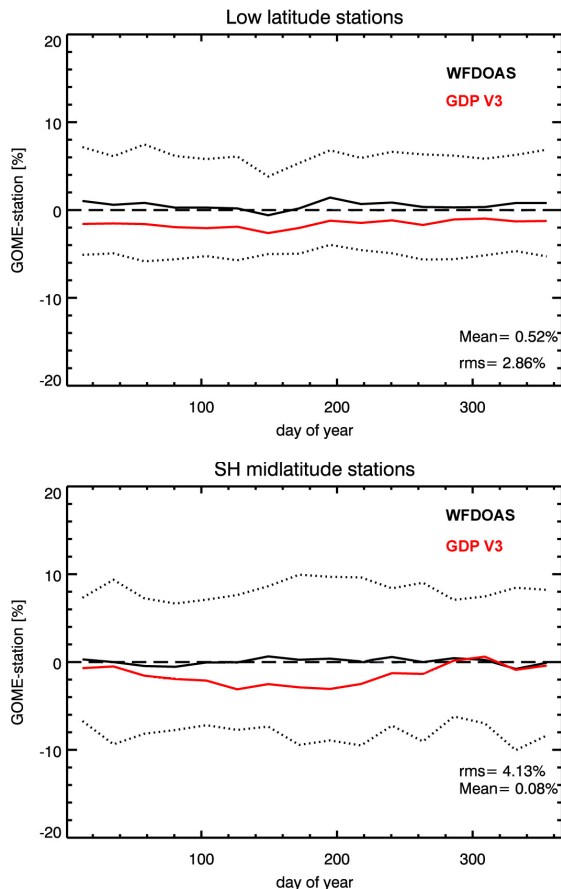 Low latitude stations
20
WFDOAS
GDP V3
10
GOME-station [%]
0
-10
Mean= 0.52%
rms= 2.86%
-20
100 200 300
day of year
SH midlatitude stations
20
WFDOAS
GDP V3
10
GOME-station [%]
0
-10
rms= 4.13%
Mean= 0.08%
-20
100 200 300
day of year